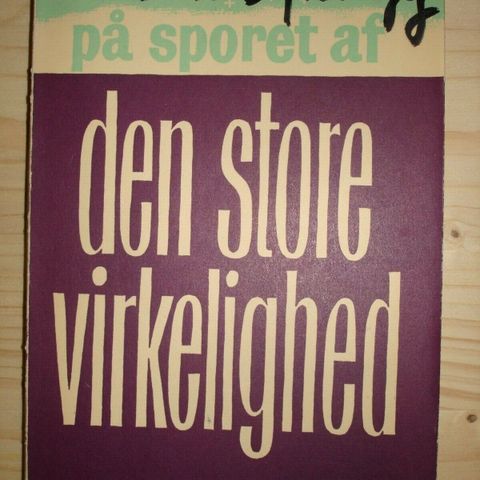 på sporet af
den store
virkelighed